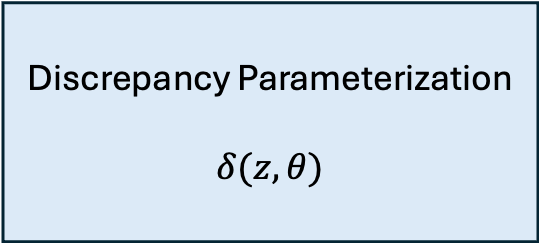 Discrepancy Parameterization
δ(z, θ)